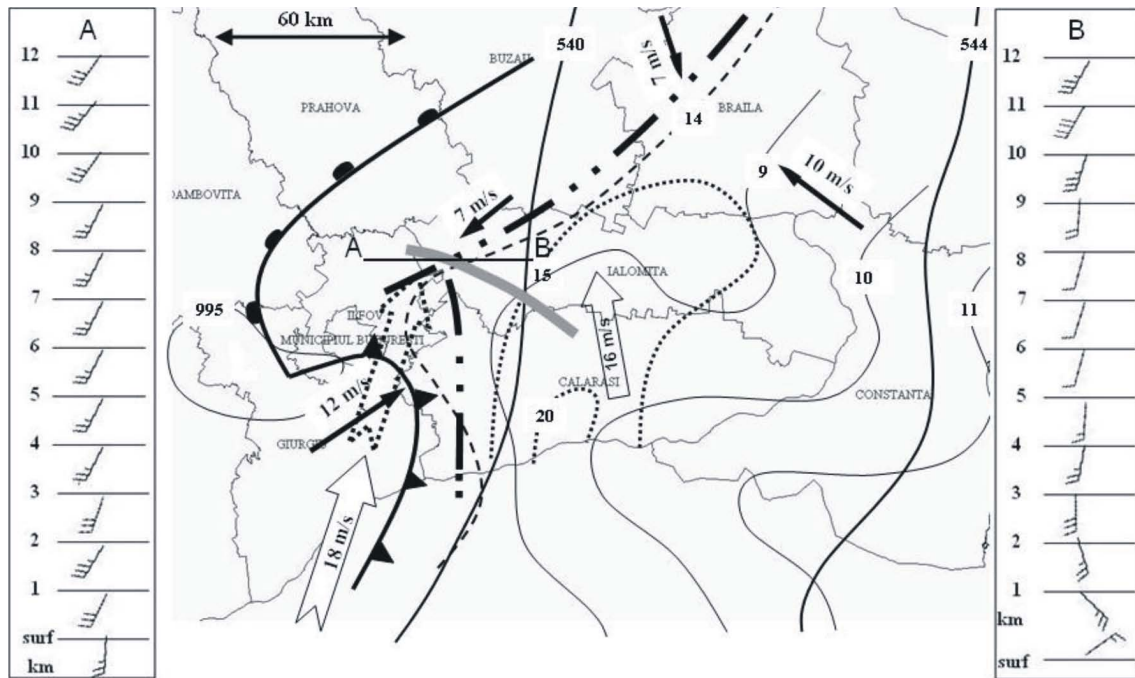 A
12
11
10
9
8
7
6
5
4
3
2
1
surf
km
60 km
540
544
BUZAU
7 m/s
PRAHOVA
BRAILA
14
DAMBOVITA
9
10 m/s
7 m/s
A
B
15
IALOMITA
10
11
995
ILFOV
MUNICIPIUL BUCURESTI
16 m/s
12 m/s
CALARASI
CONSTANTA
20
GIURGIU
18 m/s
B
12
11
10
9
8
7
6
5
4
3
2
1
km
surf